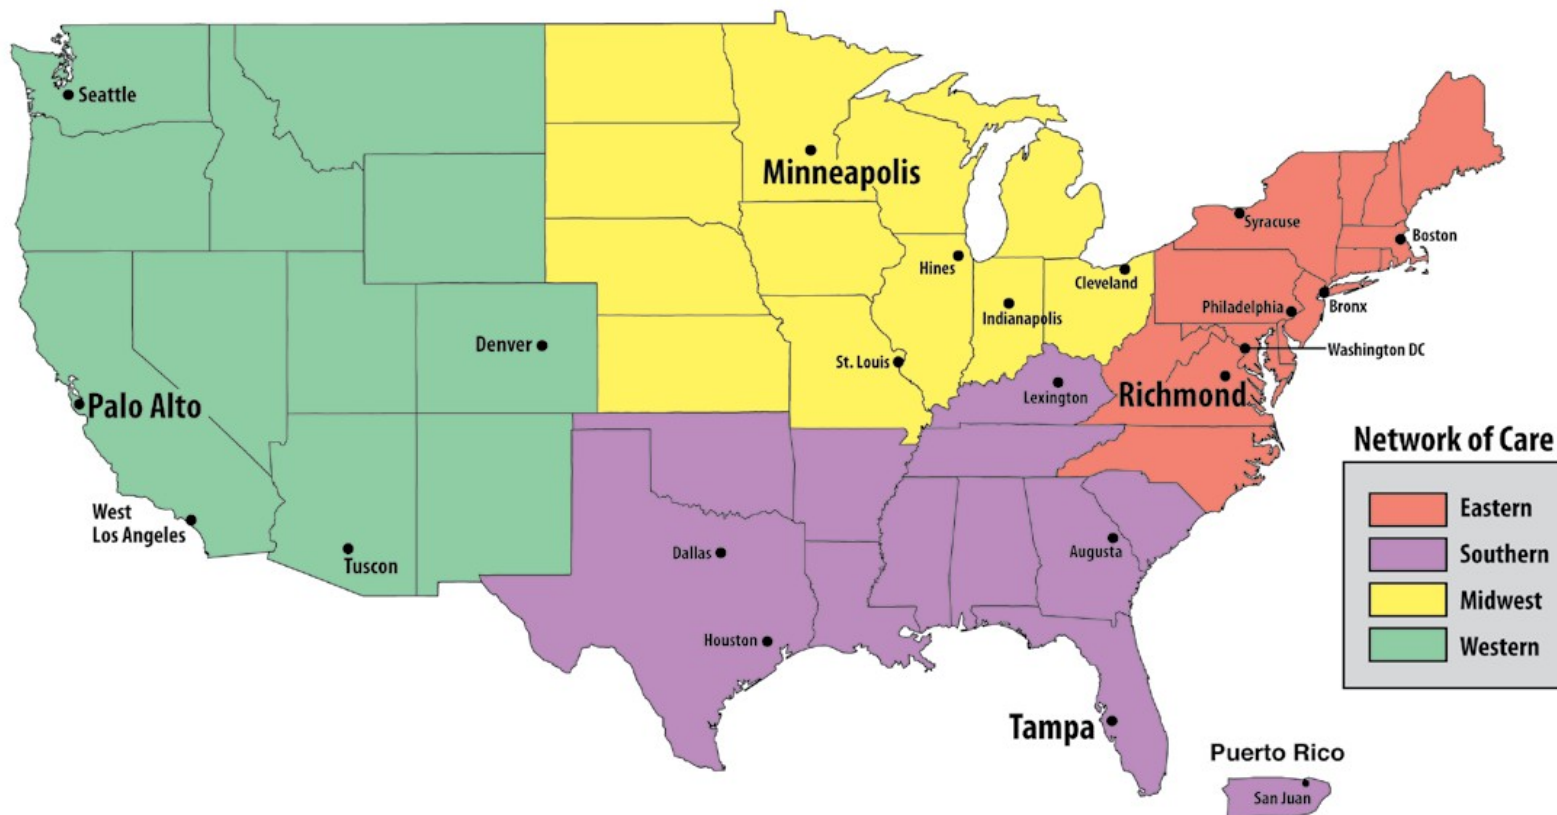 Seattle
Minneapolis
Syracuse
Boston
Hines
Cleveland
Indianapolis
Philadelphia
Bronx
Denver
St. Louis
Washington DC
Palo Alto
Lexington
Richmond
Network of Care
Eastern
West
Los Angeles
Southern
Dallas
Augusta
Tuscon
Midwest
Houston
Western
Tampa
Puerto Rico
San Juan